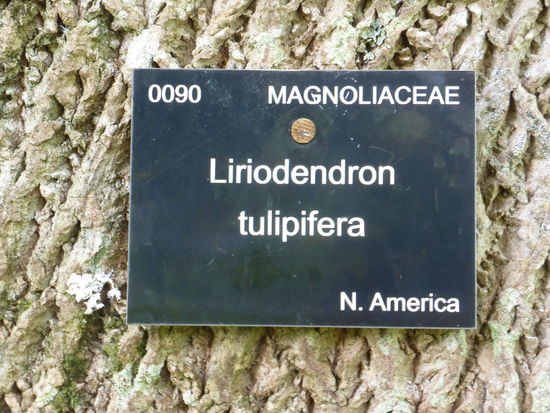 0090 MAGNOLIACEAE
Liriodendron
tulipifera
N. America